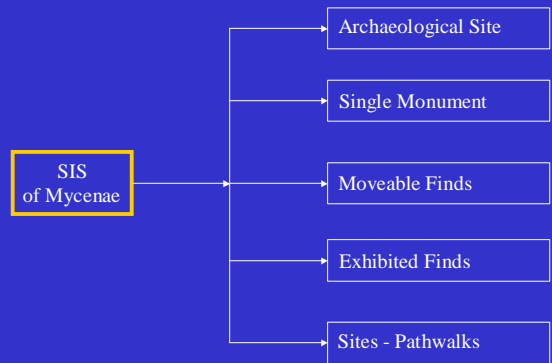 Archaeological Site
Single Monument
SIS
of Mycenae
Moveable Finds
Exhibited Finds
Sites - Pathwalks